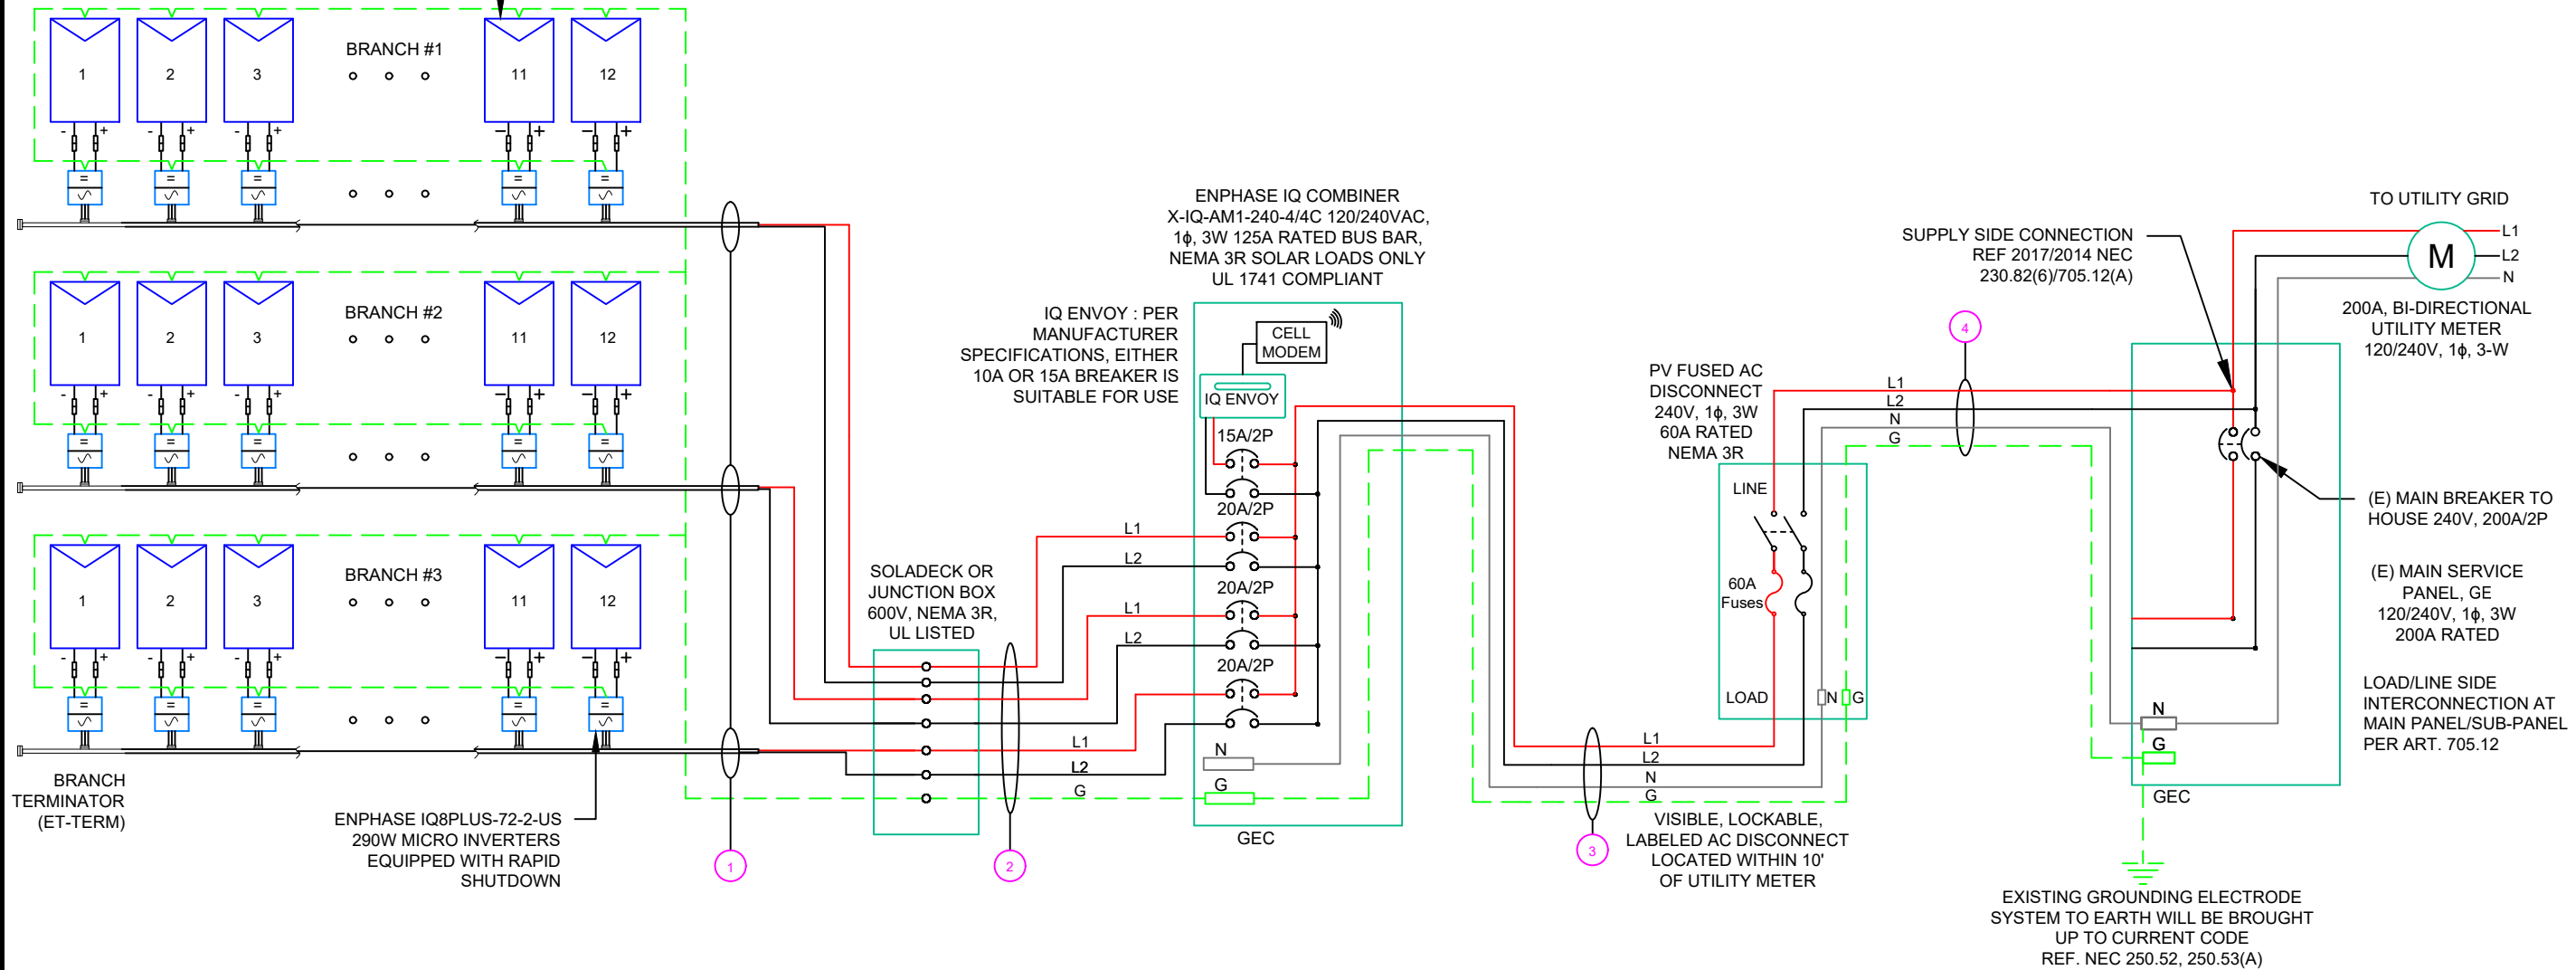 BRANCH #1
1
2
3
11
12
- +
- +
- +
- +
- +
BRANCH #2
1
2
3
11
12
- +
- +
- +
- +
- +
BRANCH #3
1
2
3
11
12
- +
- +
- +
- +
- +
BRANCH
TERMINATOR
(ET-TERM)
ENPHASE IQ8PLUS-72-2-US
290W MICRO INVERTERS
EQUIPPED WITH RAPID
SHUTDOWN
1
SOLADECK OR
JUNCTION BOX
600V, NEMA 3R,
UL LISTED
2
L1
L2
L1
L2
L1
L2
G
ENPHASE IQ COMBINER
X-IQ-AM1-240-4/4C 120/240VAC,
1ϕ, 3W 125A RATED BUS BAR,
NEMA 3R SOLAR LOADS ONLY
UL 1741 COMPLIANT
IQ ENVOY : PER
MANUFACTURER
SPECIFICATIONS, EITHER
10A OR 15A BREAKER IS
SUITABLE FOR USE
CELL
MODEM
IQ ENVOY
15A/2P
20A/2P
20A/2P
20A/2P
N
G
GEC
3
L1
L2
N
G
PV FUSED AC
DISCONNECT
240V, 1ϕ, 3W
60A RATED
NEMA 3R
LINE
60A
Fuses
LOAD
N G
VISIBLE, LOCKABLE,
LABELED AC DISCONNECT
LOCATED WITHIN 10'
OF UTILITY METER
4
L1
L2
N
G
SUPPLY SIDE CONNECTION
REF 2017/2014 NEC
230.82(6)/705.12(A)
TO UTILITY GRID
M
L1
L2
N
200A, BI-DIRECTIONAL
UTILITY METER
120/240V, 1ϕ, 3-W
(E) MAIN BREAKER TO
HOUSE 240V, 200A/2P
(E) MAIN SERVICE
PANEL, GE
120/240V, 1ϕ, 3W
200A RATED
LOAD/LINE SIDE
INTERCONNECTION AT
MAIN PANEL/SUB-PANEL
PER ART. 705.12
N
G
GEC
EXISTING GROUNDING ELECTRODE
SYSTEM TO EARTH WILL BE BROUGHT
UP TO CURRENT CODE
REF. NEC 250.52, 250.53(A)